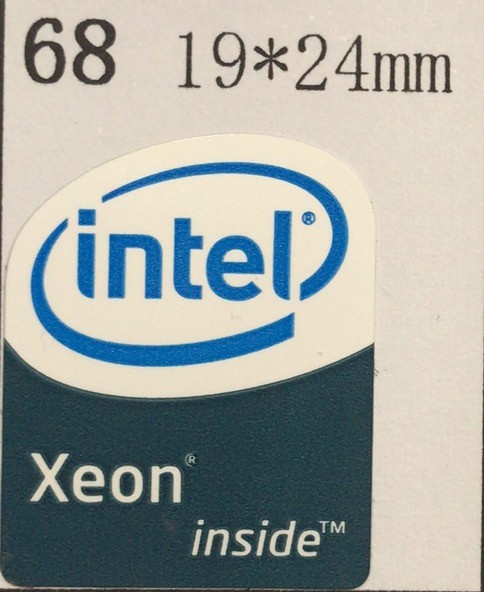 68 19*24mm
intel®
Xeon®
inside™